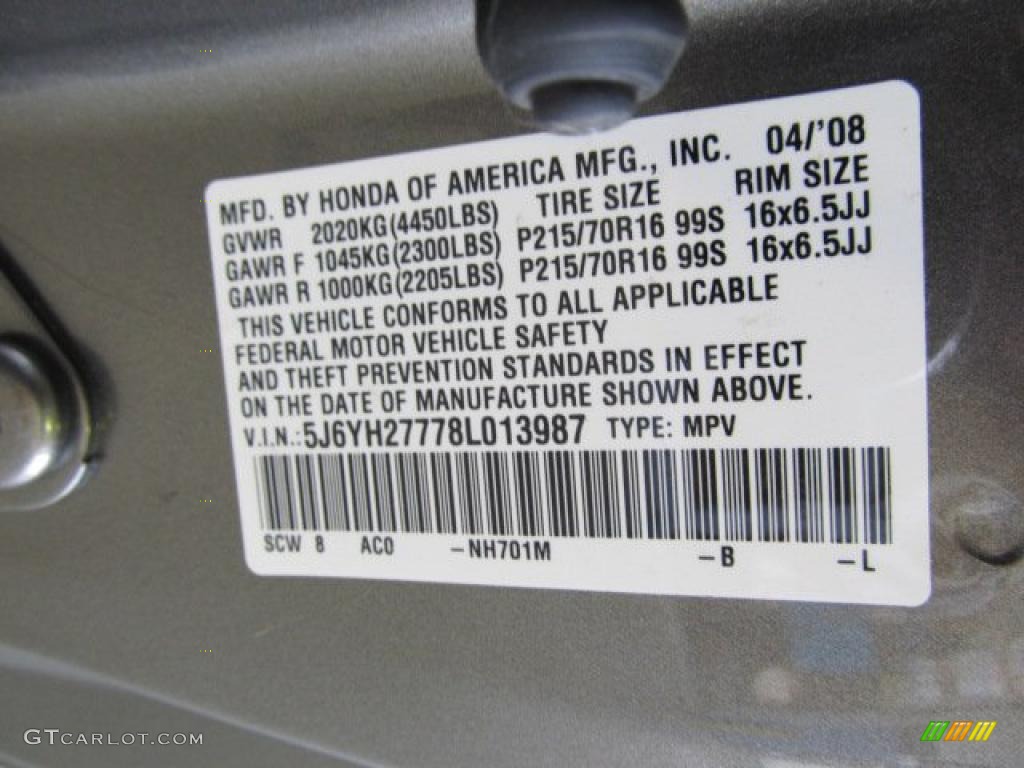 MFD. BY HONDA OF AMERICA MFG., INC. 04/'08
GVWR 2020KG(4450LBS) TIRE SIZE RIM SIZE
GAWR F 1045KG(2300LBS) P215/70R16 99S 16x6.5JJ
GAWR R 1000KG(2205LBS) P215/70R16 99S 16x6.5JJ
THIS VEHICLE CONFORMS TO ALL APPLICABLE
FEDERAL MOTOR VEHICLE SAFETY
AND THEFT PREVENTION STANDARDS IN EFFECT
ON THE DATE OF MANUFACTURE SHOWN ABOVE.
V.I.N.:5J6YH27778L013987 TYPE: MPV
SCW 8 AC0 –NH701M –B –L
GTCARLOT.COM